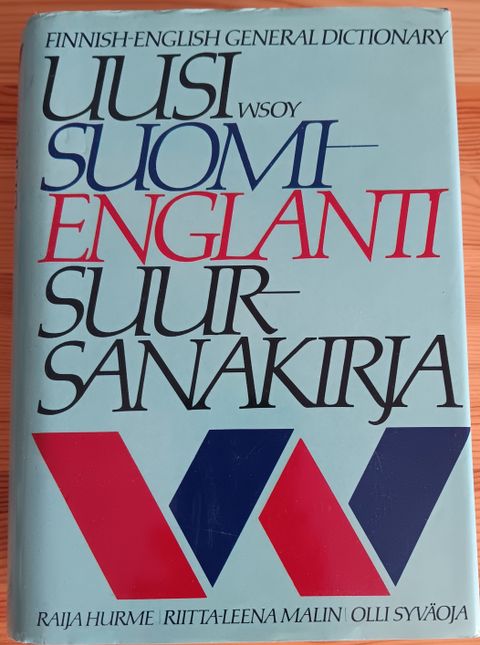 FINNISH-ENGLISH GENERAL DICTIONARY
UUSI WSOY
SUOMI-
ENGLANTI
SUUR-
SANAKIRJA
RAIJA HURME | RIITTA-LEENA MALIN | OLLI SYVÄOJA